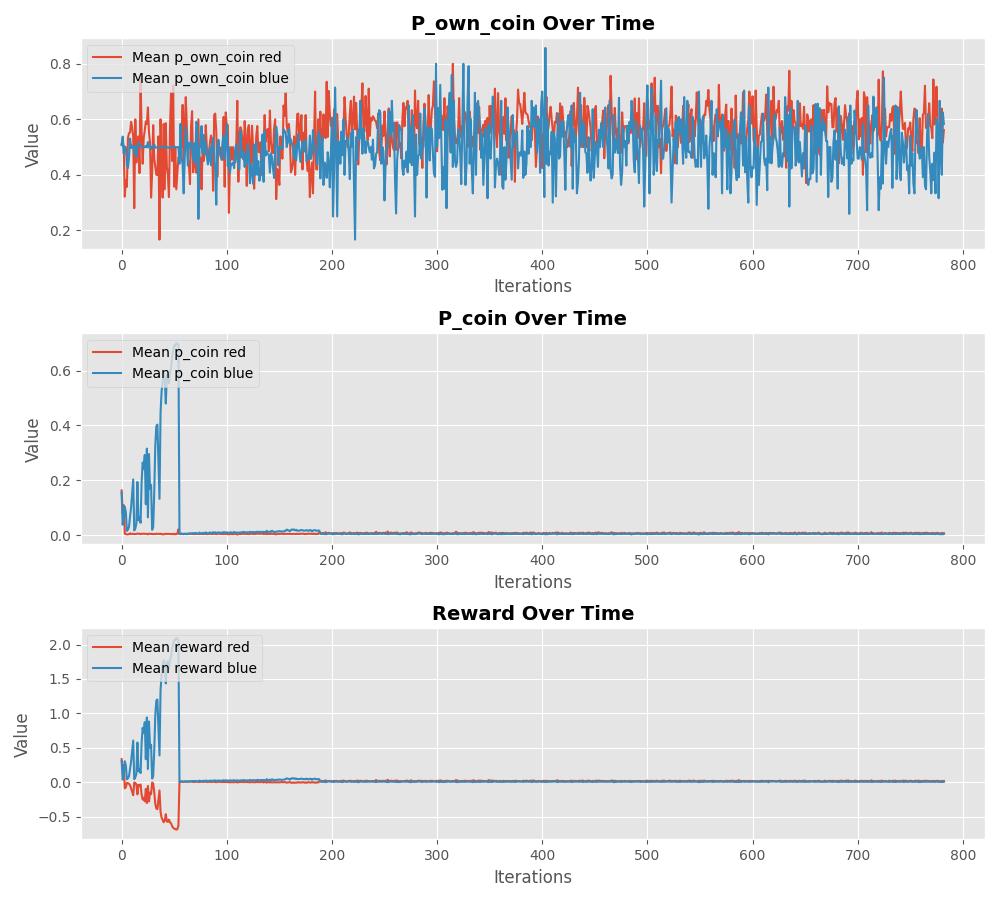 P_own_coin Over Time
Mean p_own_coin red
Mean p_own_coin blue
Value
0.8
0.6
0.4
0.2
0 100 200 300 400 500 600 700 800
Iterations
P_coin Over Time
Mean p_coin red
Mean p_coin blue
Value
0.6
0.4
0.2
0.0
0 100 200 300 400 500 600 700 800
Iterations
Reward Over Time
Mean reward red
Mean reward blue
Value
2.0
1.5
1.0
0.5
0.0
−0.5
0 100 200 300 400 500 600 700 800
Iterations